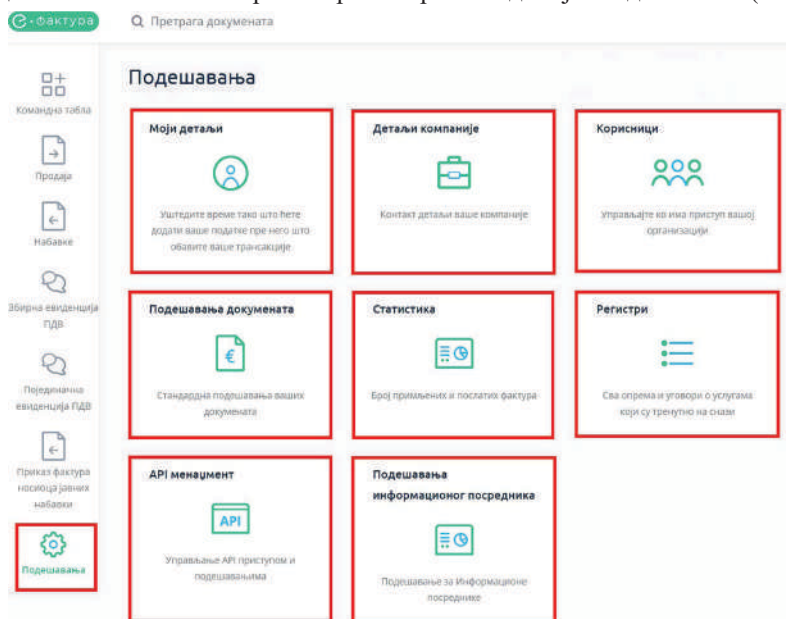 е-Фактура
Претрага документа
Командна табла
Продаја
Набавке
Збирна евиденција
ПДВ
Појединачна
евиденција ПДВ
Приказ фактура
носиоца јавних
набавки
Подешавања
Подешавања
Моји детаљи
Уштедите време тако што ћете
додати ваше податке пре него што
обавите ваше трансакције
Детаљи компаније
Контакт детаљи ваше компаније
Корисници
Управљајте ко има приступ вашој
организацији
Подешавања документа
€
Стандардна подешавања ваших
докумената
Статистика
Број примљених и послатих фактура
Регистри
Сва опрема и уговори о услугама
који су тренутно на снази
API менаџмент
API
Управљање API приступом и
подешавањима
Подешавања
информационог посредника
Подешавање за Информационе
посреднике